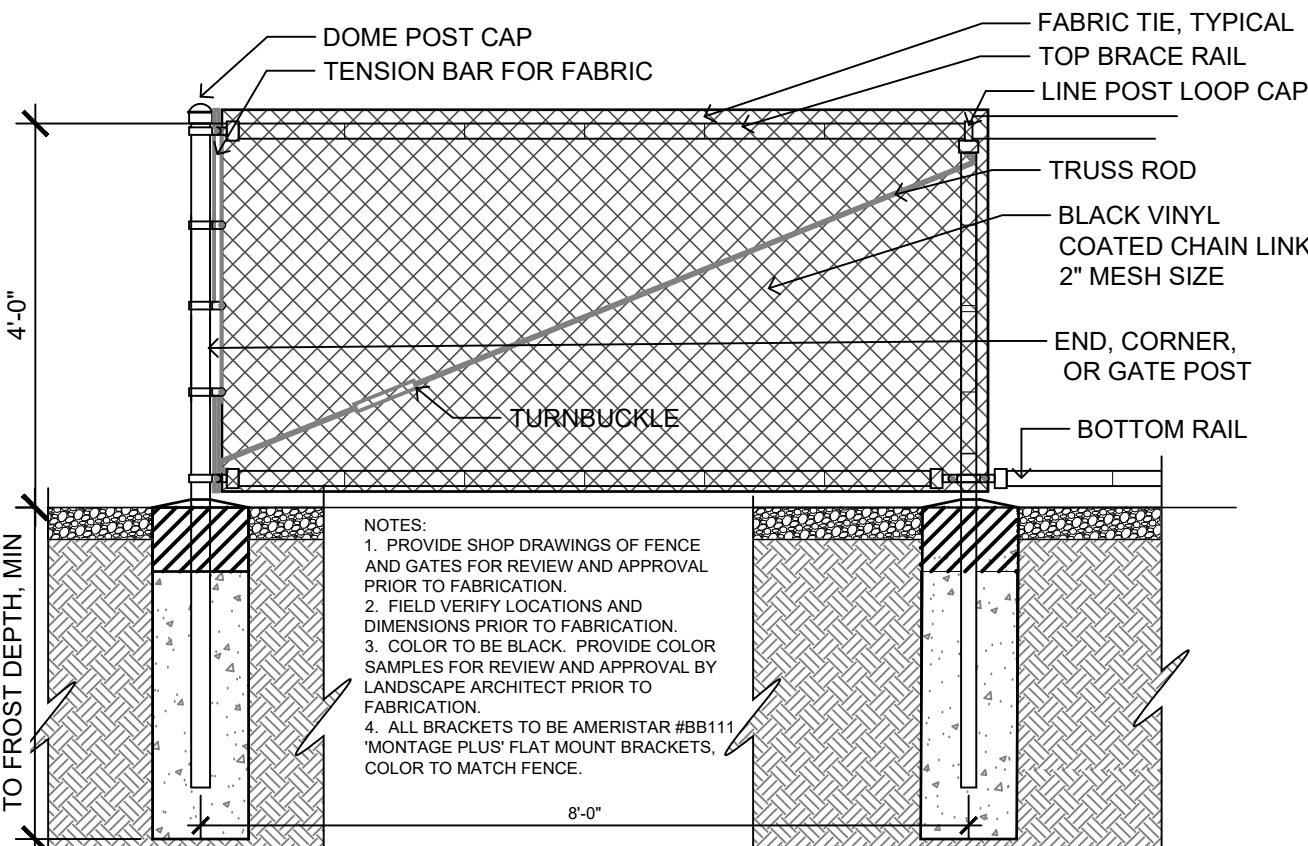 DOME POST CAP
TENSION BAR FOR FABRIC
FABRIC TIE, TYPICAL
TOP BRACE RAIL
LINE POST LOOP CAP
TRUSS ROD
BLACK VINYL
COATED CHAIN LINK
2" MESH SIZE
4'-0"
END, CORNER,
OR GATE POST
TURNBUCKLE
BOTTOM RAIL
TO FROST DEPTH, MIN
NOTES:
1. PROVIDE SHOP DRAWINGS OF FENCE
AND GATES FOR REVIEW AND APPROVAL
PRIOR TO FABRICATION.
2. FIELD VERIFY LOCATIONS AND
DIMENSIONS PRIOR TO FABRICATION.
3. COLOR TO BE BLACK. PROVIDE COLOR
SAMPLES FOR REVIEW AND APPROVAL BY
LANDSCAPE ARCHITECT PRIOR TO
FABRICATION.
4. ALL BRACKETS TO BE AMERISTAR #BB111
'MONTAGE PLUS' FLAT MOUNT BRACKETS,
COLOR TO MATCH FENCE.
8'-0"